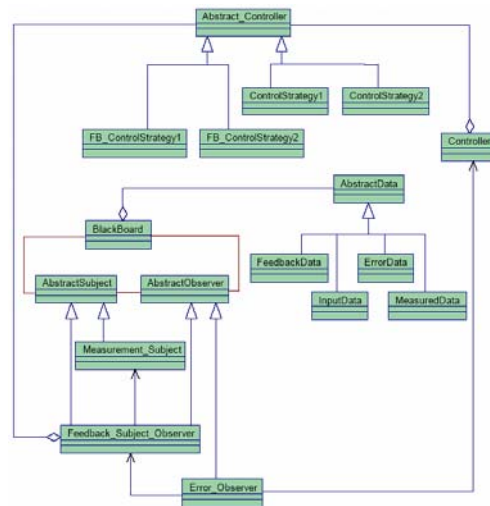 Abstract_Controller
ControlStrategy1
ControlStrategy2
FB_ControlStrategy1
FB_ControlStrategy2
Controller
AbstractData
BlackBoard
FeedbackData
ErrorData
AbstractSubject
AbstractObserver
InputData
MeasuredData
Measurement_Subject
Feedback_Subject_Observer
Error_Observer